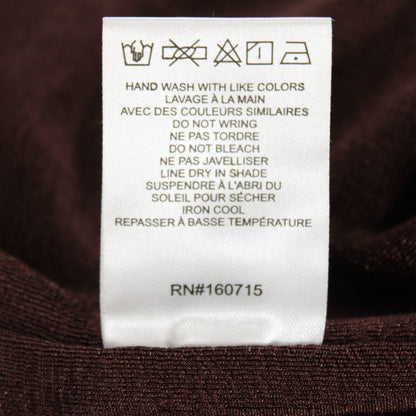 HAND WASH WITH LIKE COLORS
LAVAGE À LA MAIN
AVEC DES COULEURS SIMILAIRES
DO NOT WRING
NE PAS TORDRE
DO NOT BLEACH
NE PAS JAVELLISER
LINE DRY IN SHADE
SUSPENDRE À L'ABRI DU
SOLEIL POUR SÉCHER
IRON COOL
REPASSER À BASSE TEMPÉRATURE
RN#160715